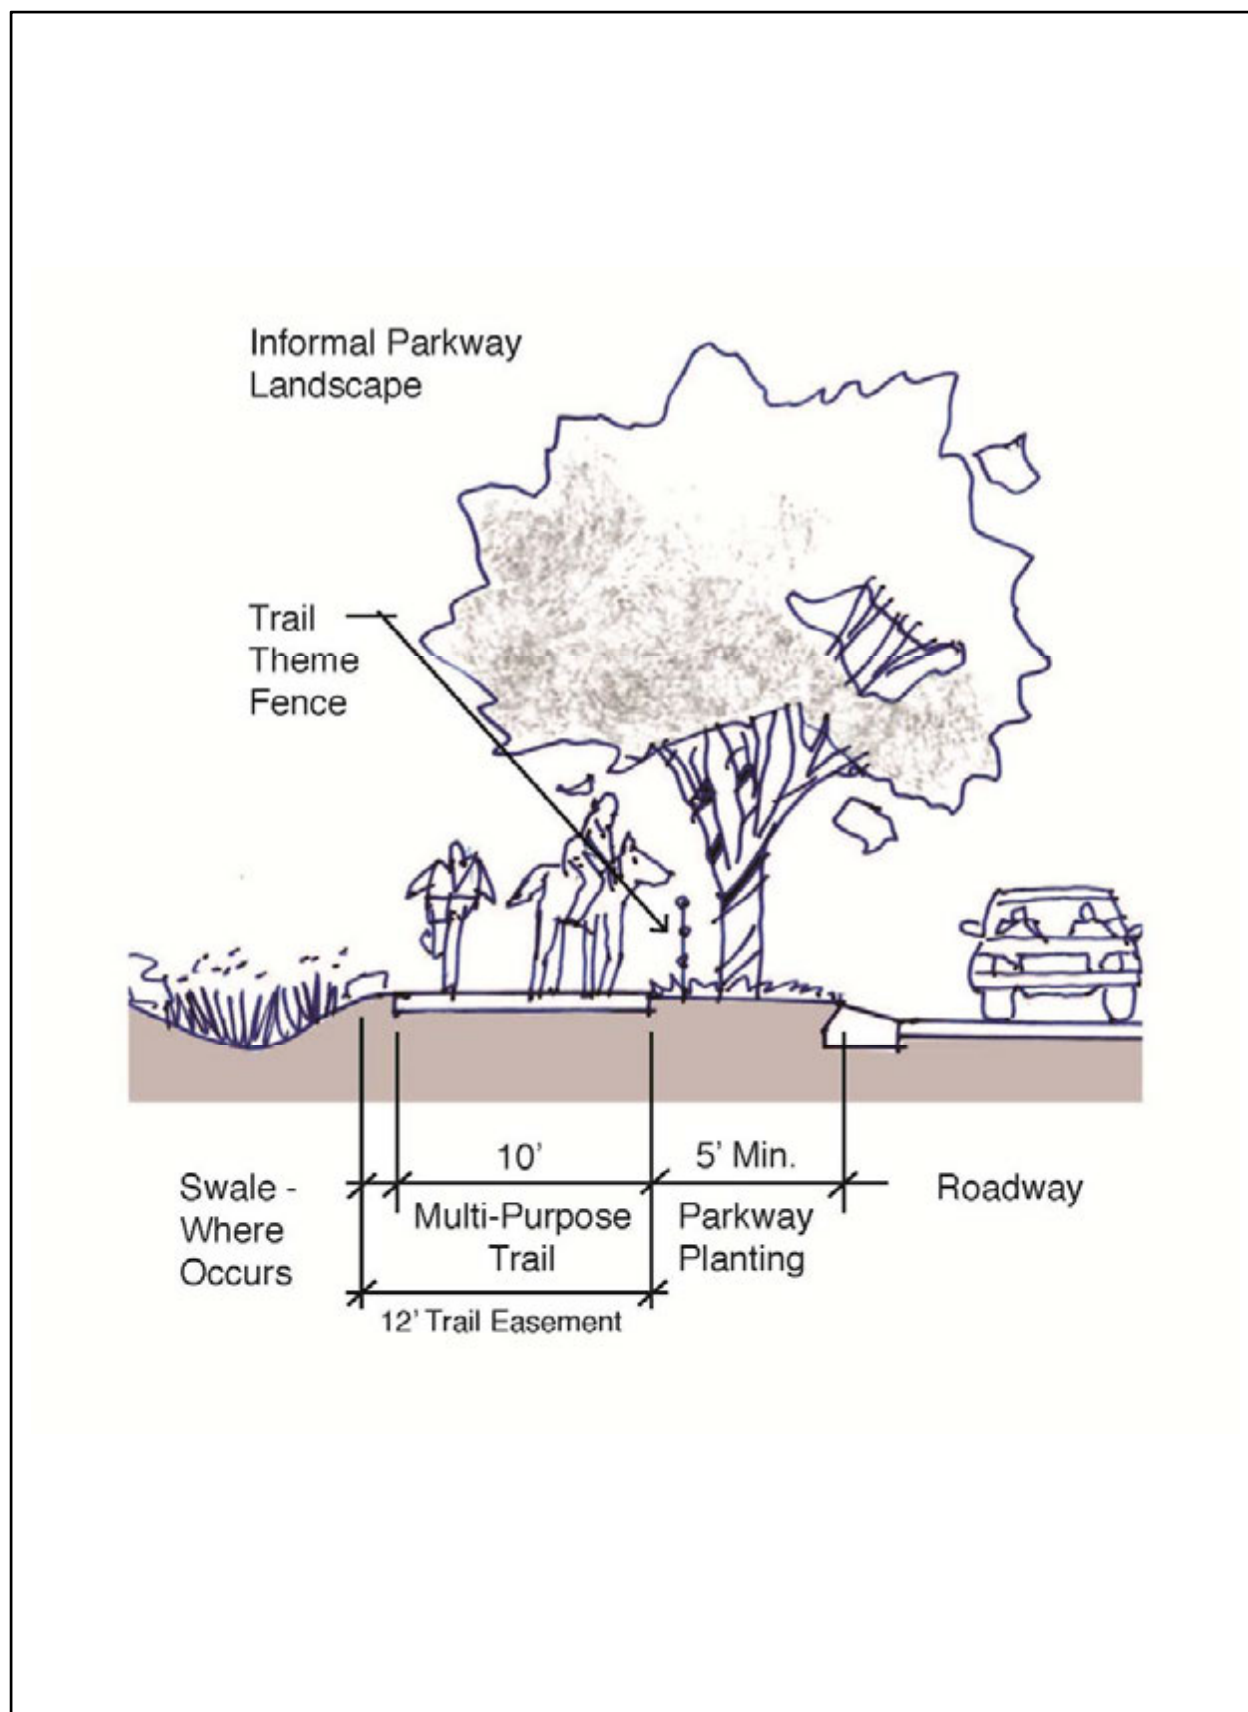 Informal Parkway
Landscape
Trail
Theme
Fence
10’
5’ Min.
Swale -
Where
Occurs
Multi-Purpose
Trail
Parkway
Planting
Roadway
12’ Trail Easement